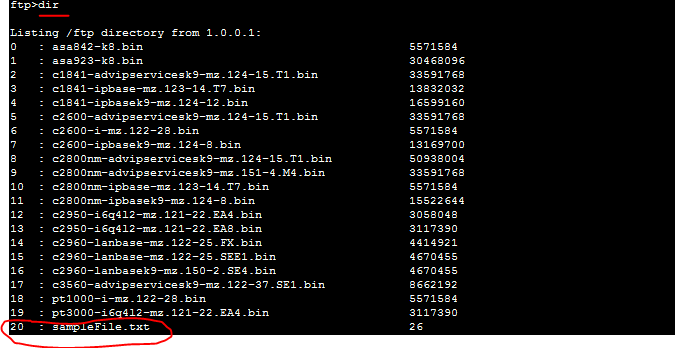 ftp>dir
Listing /ftp directory from 1.0.0.1:
0 : asa842-k8.bin 5571584
1 : asa923-k8.bin 30468096
2 : c1841-advipservicesk9-mz.124-15.T1.bin 33591768
3 : c1841-ipbase-mz.123-14.T7.bin 13832032
4 : c1841-ipbasek9-mz.124-12.bin 16599160
5 : c2600-advipservicesk9-mz.124-15.T1.bin 33591768
6 : c2600-i-mz.122-28.bin 5571584
7 : c2600-ipbasek9-mz.124-8.bin 13169700
8 : c2800nm-advipservicesk9-mz.124-15.T1.bin 50938004
9 : c2800nm-advipservicesk9-mz.151-4.M4.bin 33591768
10 : c2800nm-ipbase-mz.123-14.T7.bin 5571584
11 : c2800nm-ipbasek9-mz.124-8.bin 15522644
12 : c2950-i6q4l2-mz.121-22.EA4.bin 3058048
13 : c2950-i6q4l2-mz.121-22.EA8.bin 3117390
14 : c2960-lanbase-mz.122-25.FX.bin 4414921
15 : c2960-lanbase-mz.122-25.SEE1.bin 4670455
16 : c2960-lanbasek9-mz.150-2.SE4.bin 4670455
17 : c3560-advipservicesk9-mz.122-37.SE1.bin 8662192
18 : pt1000-i-mz.122-28.bin 5571584
19 : pt3000-i6q4l2-mz.121-22.EA4.bin 3117390
20 : sampleFile.txt 26